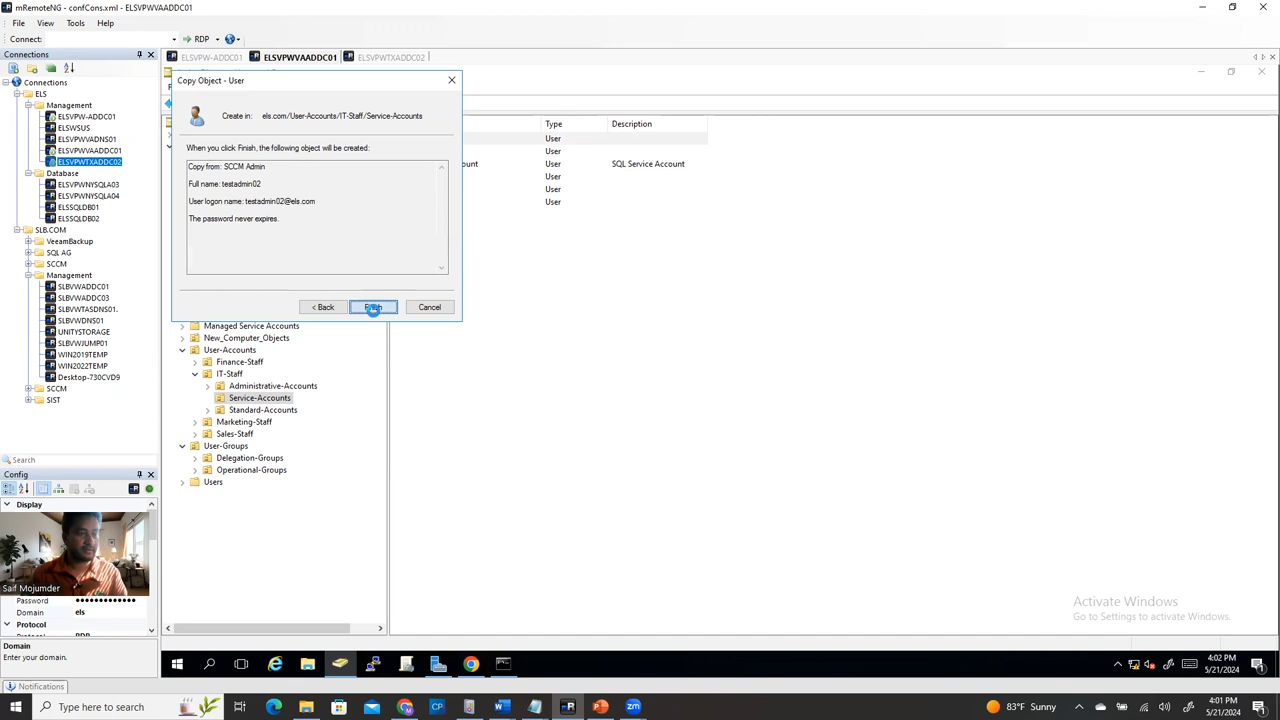 mRemoteNG - confCons.xml - ELSVPWVAADDC01
File View Tools Help
Connect: RDP
Connections
ELSVPW-ADDC01 ELSVPWVAADDC01 ELSVPWTXADDC02
Connections
ELS
Management
ELSVPW-ADDC01
ELSWSUS
ELSVPWVADNS01
ELSVPWVAADDC01
ELSVPWTXADDC02
Database
ELSVPWNYSQLA03
ELSVPWNYSQLA04
ELSSQLDB01
ELSSQLDB02
SLB.COM
VeeamBackup
SQL AG
SCCM
Management
SLBVWADDC01
SLBVWADDC03
SLBVWTASDNS01.
SLBVWDNS01
UNITYSTORAGE
SLBVWJUMP01
WIN2019TEMP
WIN2022TEMP
Desktop-730CVD9
SCCM
SIST
Search
Config
Display
Saif Mojumder
Password ●●●●●●●●●●●●●
Domain els
Protocol
Protocol RDP
Domain
Enter your domain.
Notifications
Copy Object - User
Create in: els.com/User-Accounts/IT-Staff/Service-Accounts
When you click Finish, the following object will be created:
Copy from: SCCM Admin
Full name: testadmin02
User logon name: testadmin02@els.com
The password never expires.
< Back Finish Cancel
Type Description
User
User
count User SQL Service Account
User
User
User
Managed Service Accounts
New_Computer_Objects
User-Accounts
Finance-Staff
IT-Staff
Administrative-Accounts
Service-Accounts
Standard-Accounts
Marketing-Staff
Sales-Staff
User-Groups
Delegation-Groups
Operational-Groups
Users
Activate Windows
Go to Settings to activate Windows.
4:02 PM
5/21/2024
Type here to search
83°F Sunny
4:01 PM
5/21/2024